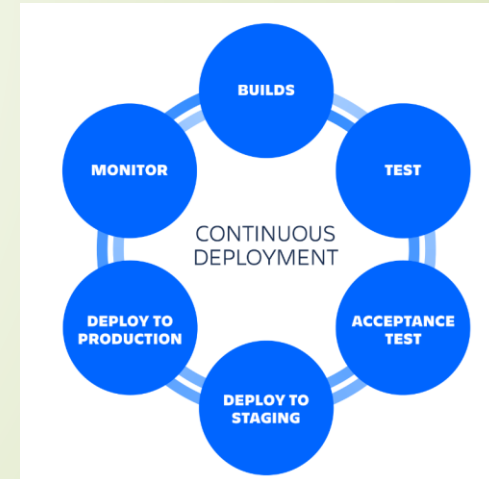 BUILDS
TEST
ACCEPTANCE
TEST
DEPLOY TO
STAGING
DEPLOY TO
PRODUCTION
MONITOR
CONTINUOUS
DEPLOYMENT